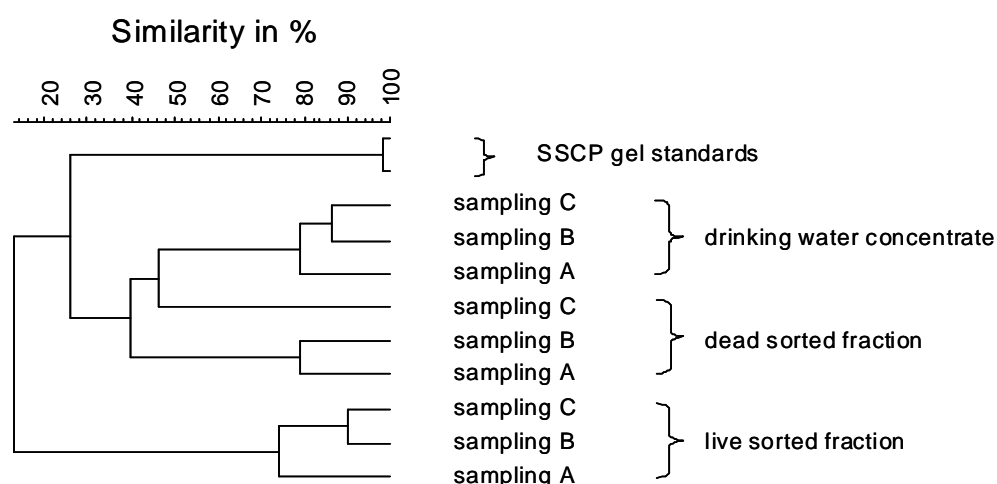 Similarity in %
20 30 40 50 60 70 80 90 100
SSCP gel standards
sampling C
sampling B
drinking water concentrate
sampling A
sampling C
sampling B
dead sorted fraction
sampling A
sampling C
sampling B
live sorted fraction
sampling A